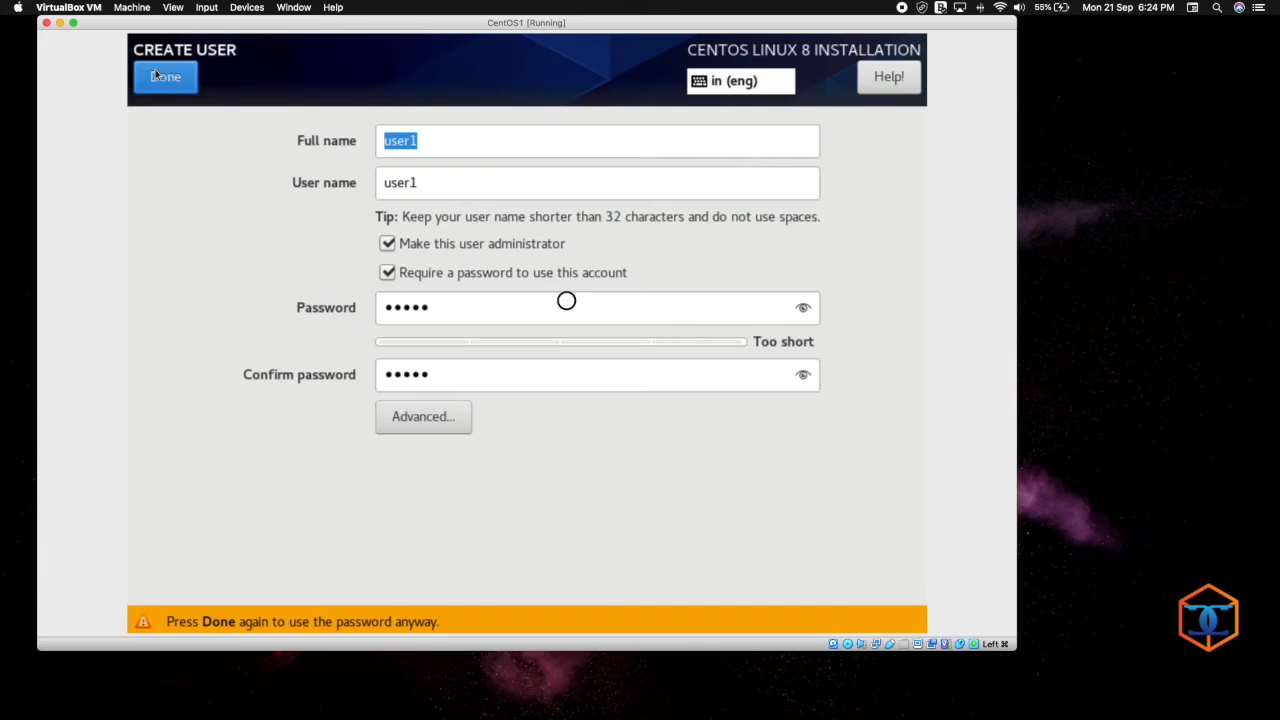 VirtualBox VM Machine View Input Devices Window Help
55% Mon 21 Sep 6:24 PM
CentOS1 [Running]
CREATE USER
CENTOS LINUX 8 INSTALLATION
Done
in (eng)
Help!
Full name
user1
User name
user1
Tip: Keep your user name shorter than 32 characters and do not use spaces.
Make this user administrator
Require a password to use this account
Password
•••••
Too short
Confirm password
•••••
Advanced...
Press Done again to use the password anyway.
Left ⌘